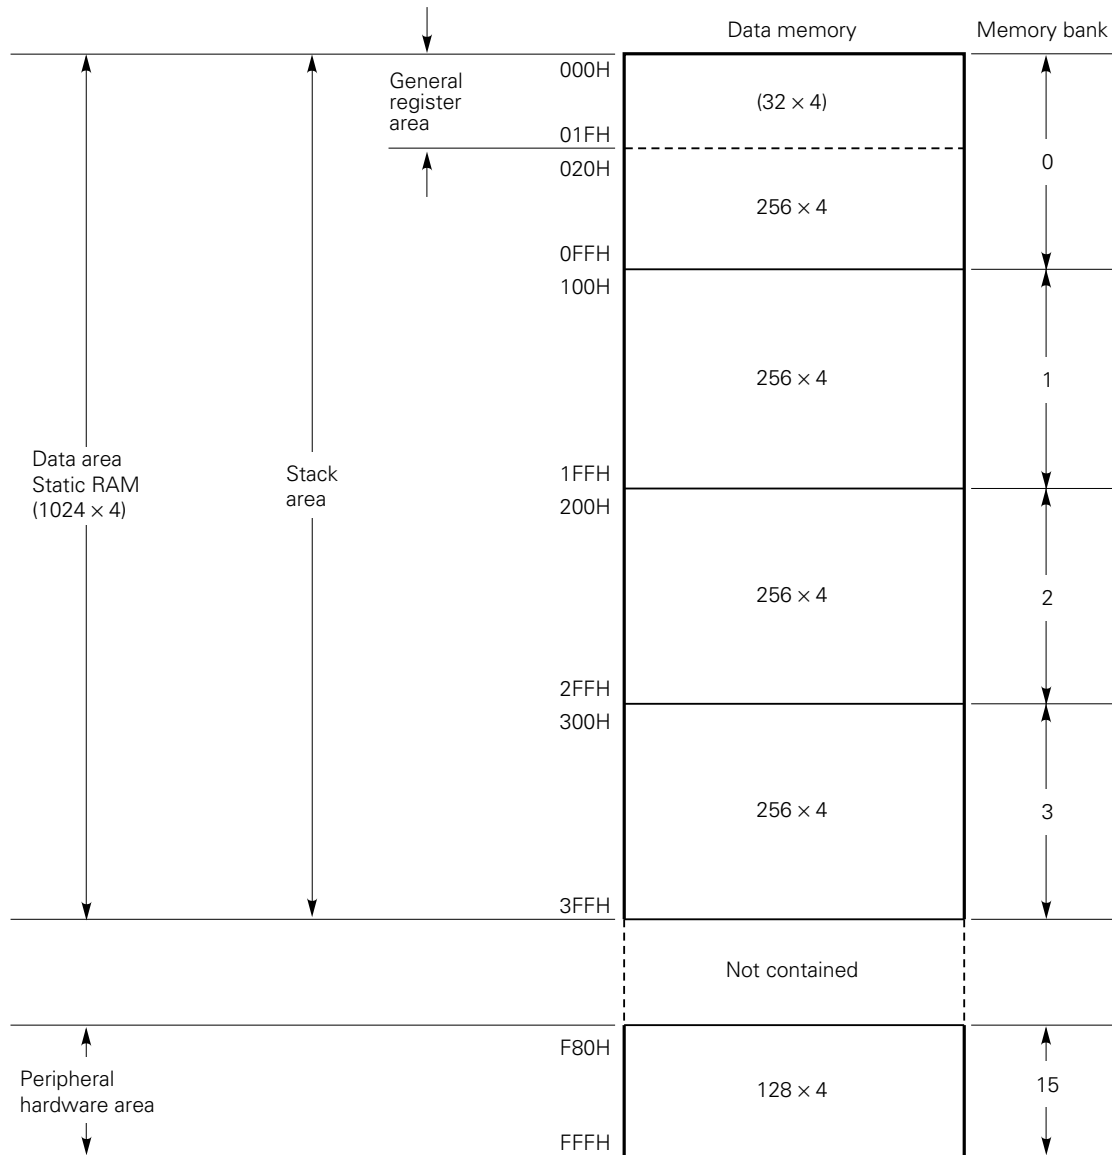 Data memory
Memory bank
General
register
area
000H
(32 × 4)
01FH
020H
0
256 × 4
0FFH
100H
256 × 4
1
Data area
Static RAM
(1024 × 4)
Stack
area
1FFH
200H
256 × 4
2
2FFH
300H
256 × 4
3
3FFH
Not contained
F80H
Peripheral
hardware area
128 × 4
15
FFFH